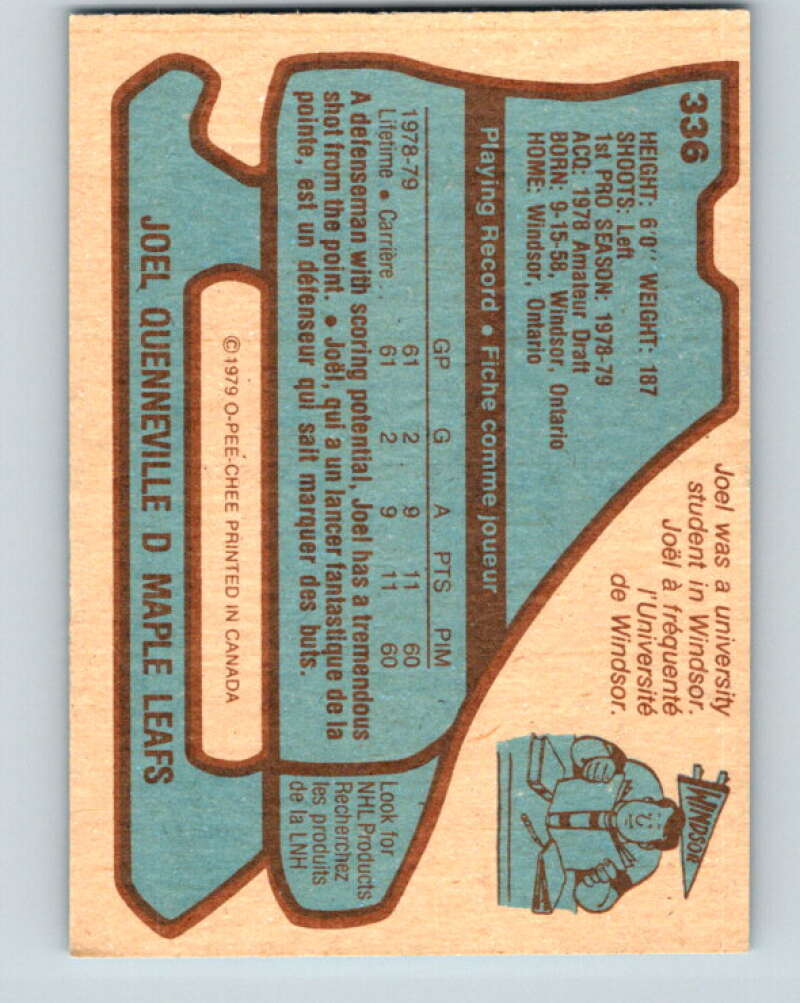 336
HEIGHT: 6'0" WEIGHT: 187
SHOOTS: Left
1st PRO SEASON: 1978-79
ACQ: 1978 Amateur Draft
BORN: 9-15-58, Windsor, Ontario
HOME: Windsor, Ontario
Joel was a university
student in Windsor.
Joël à fréquenté
l'Université
de Windsor.
WINDSOR
Playing Record • Fiche comme joueur
GP G A PTS PIM
1978-79 61 2 9 11 60
Lifetime • Carrière . . 61 2 9 11 60
A defenseman with scoring potential, Joel has a tremendous
shot from the point. • Joël, qui a un lancer fantastique de la
pointe, est un défenseur qui sait marquer des buts.
Look for
NHL Products
Recherchez
les produits
de la LNH
©1979 O-PEE-CHEE PRINTED IN CANADA
JOEL QUENNEVILLE D MAPLE LEAFS